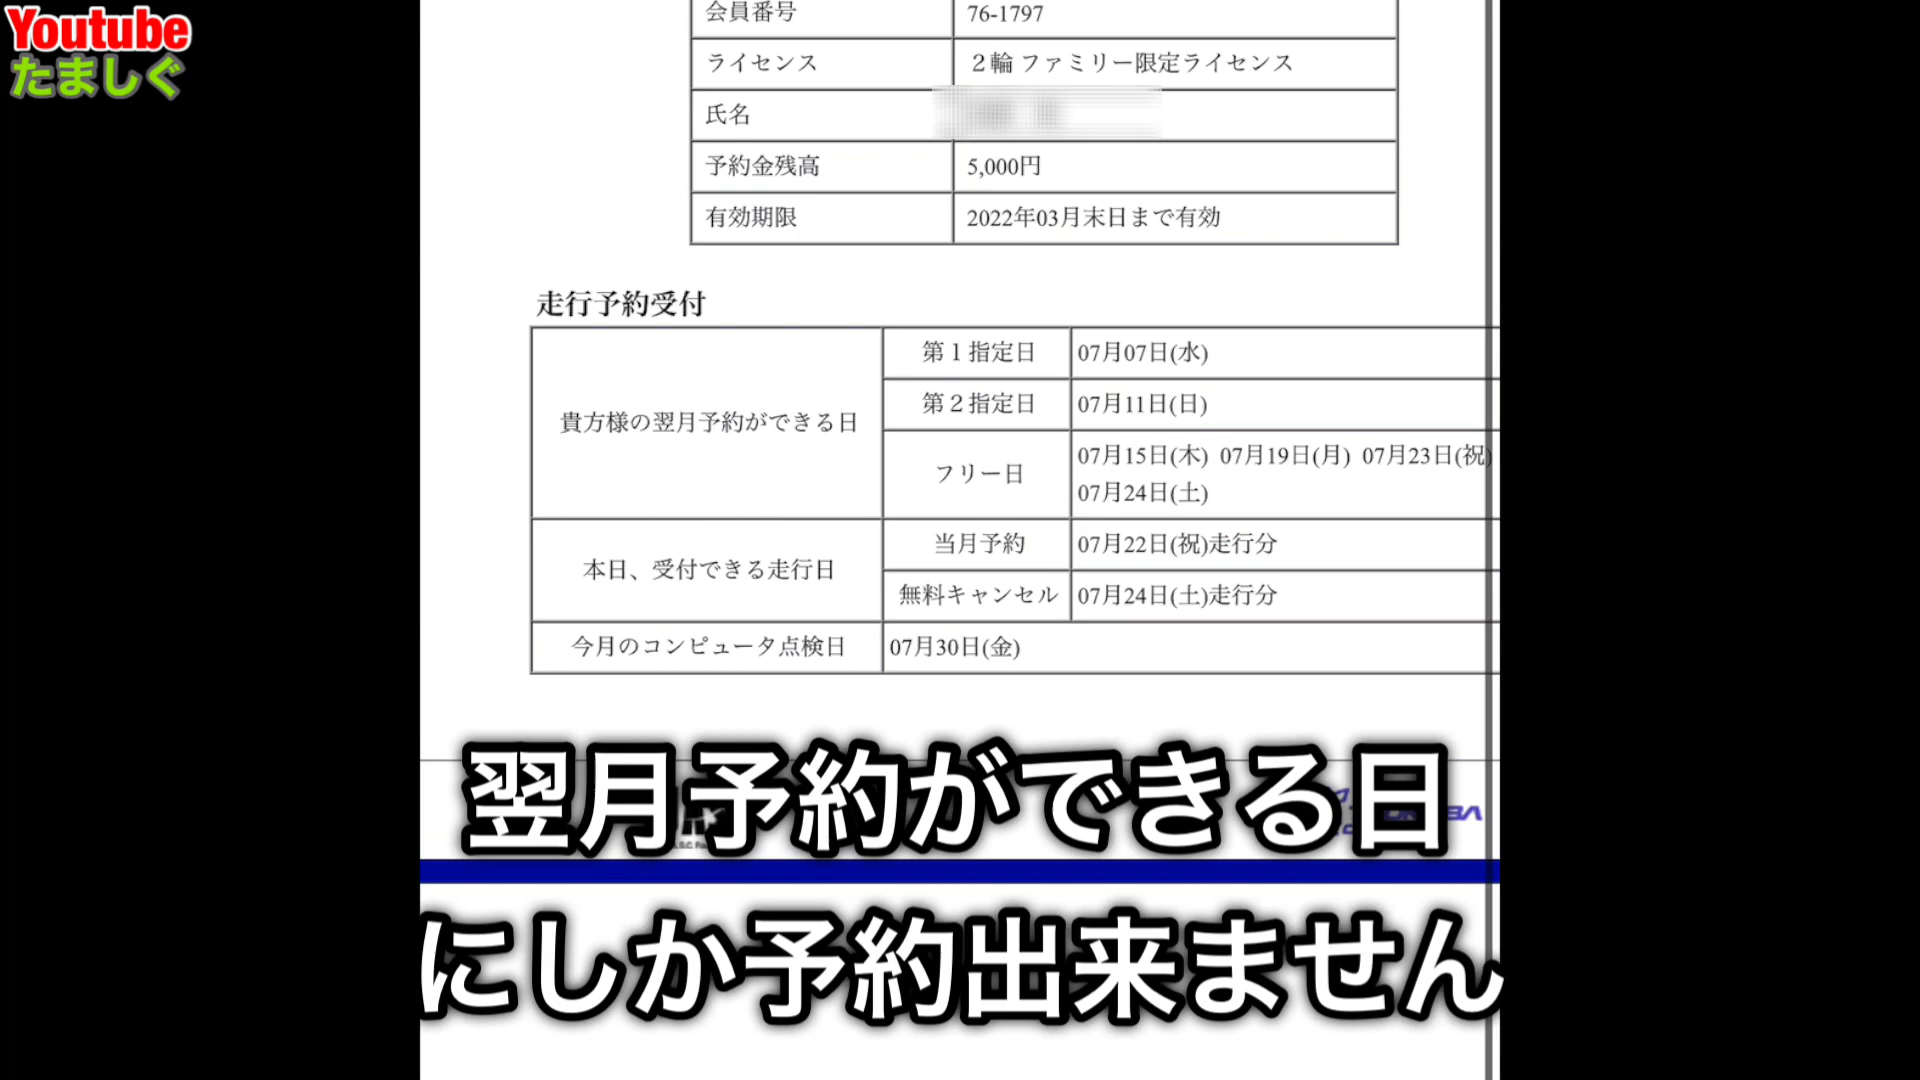 Youtube
たましぐ
会員番号 76-1797
ライセンス 2輪 ファミリー限定ライセンス
氏名
予約金残高 5,000円
有効期限 2022年03月末日まで有効
走行予約受付
貴方様の翌月予約ができる日
第1指定日 07月07日(水)
第2指定日 07月11日(日)
フリー日 07月15日(木) 07月19日(月) 07月23日(祝)
07月24日(土)
本日、受付できる走行日
当月予約 07月22日(祝)走行分
無料キャンセル 07月24日(土)走行分
今月のコンピュータ点検日 07月30日(金)
翌月予約ができる日
にしか予約出来ません